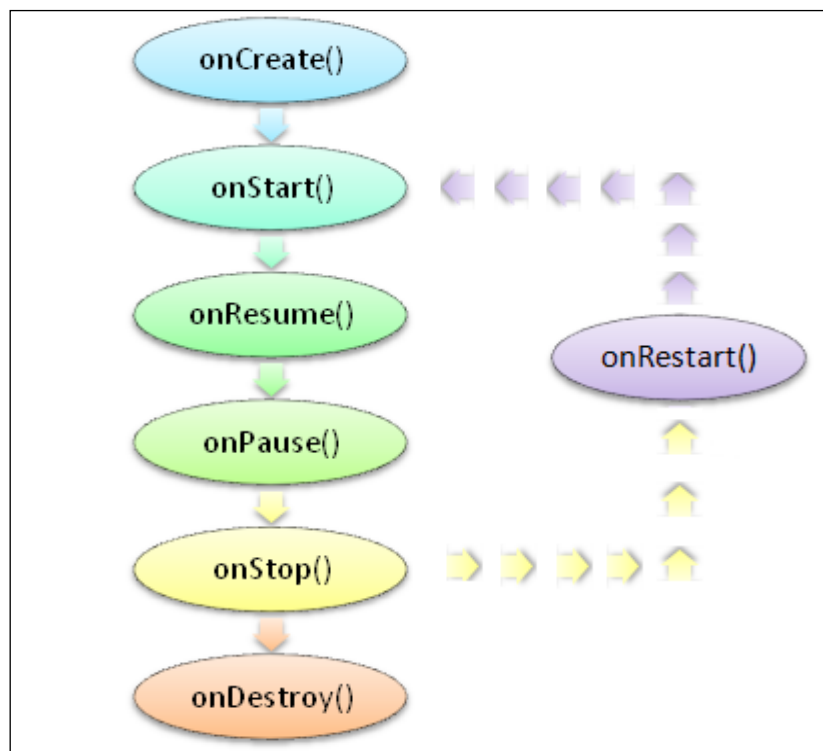 onCreate()
onStart()
onResume()
onRestart()
onPause()
onStop()
onDestroy()